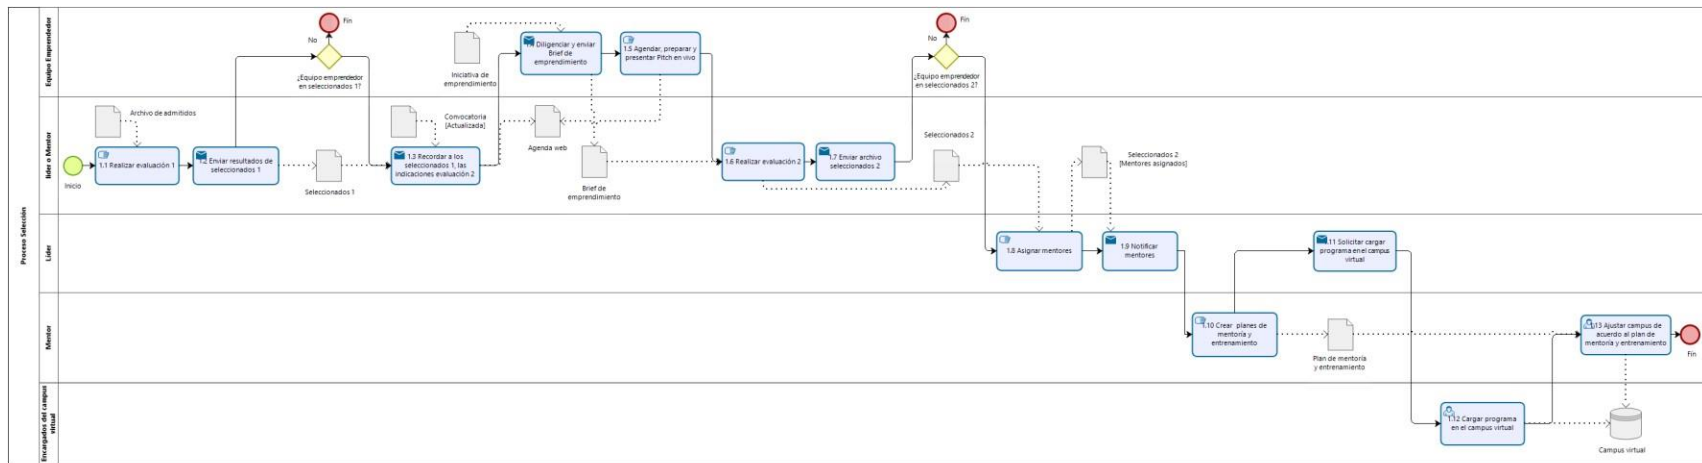 Proceso Selección
Equipo Emprendedor
No
Fin
¿Equipo emprendedor
en seleccionados 1?
Iniciativa de
emprendimiento
Diligenciar y enviar
Brief de
emprendimiento
1.5 Agendar, preparar y
presentar Pitch en vivo
No
Fin
¿Equipo emprendedor
en seleccionados 2?
líder o Mentor
Inicio
Archivo de admitidos
1.1 Realizar evaluación 1
1.2 Enviar resultados de
seleccionados 1
Seleccionados 1
Convocatoria
[Actualizada]
1.3 Recordar a los
seleccionados 1, las
indicaciones evaluación 2
Agenda web
Brief de
emprendimiento
1.6 Realizar evaluación 2
1.7 Enviar archivo
seleccionados 2
Seleccionados 2
Seleccionados 2
[Mentores asignados]
Líder
1.8 Asignar mentores
1.9 Notificar
mentores
1.11 Solicitar cargar
programa en el campus
virtual
Mentor
1.10 Crear planes de
mentoría y
entrenamiento
Plan de mentoría
y entrenamiento
1.13 Ajustar campus de
acuerdo al plan de
mentoría y entrenamiento
Fin
Encargados del campus
virtual
1.12 Cargar programa
en el campus virtual
Campus virtual